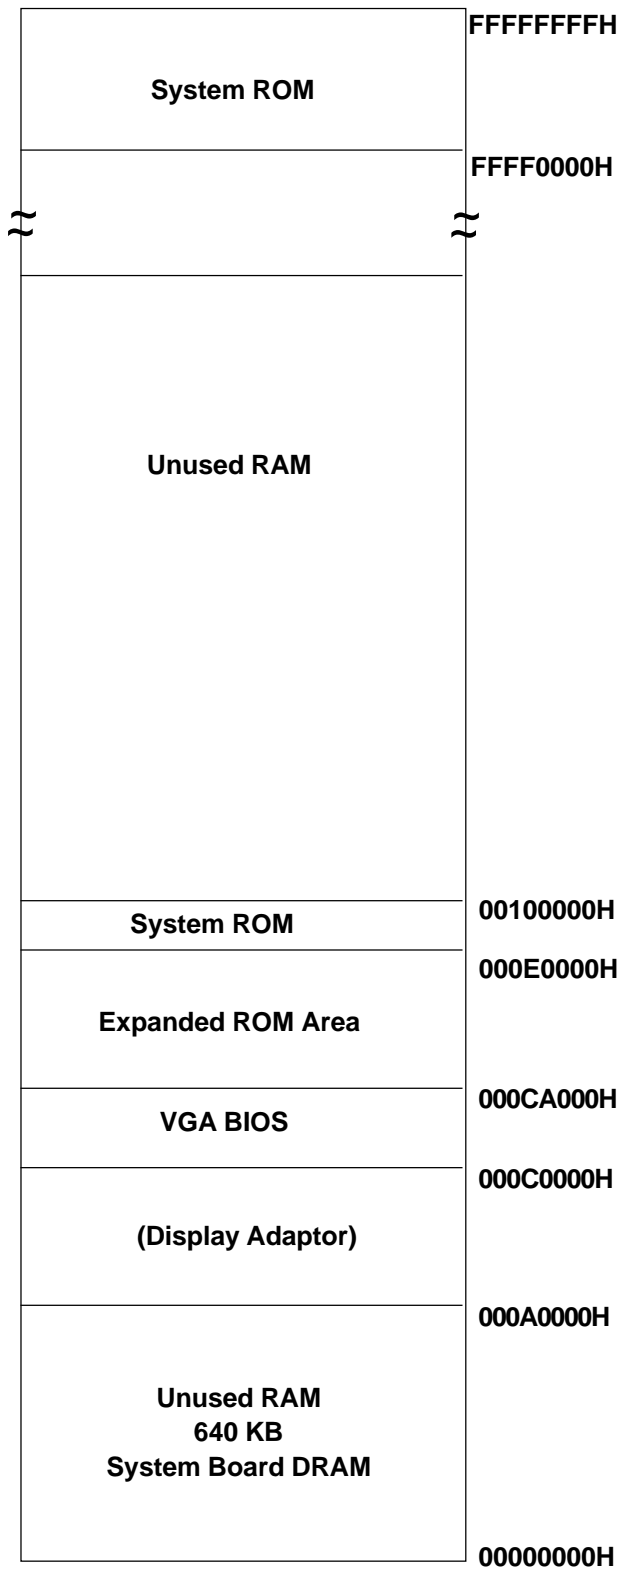 FFFFFFFFH
System ROM
FFFF0000H
Unused RAM
00100000H
System ROM
000E0000H
Expanded ROM Area
000CA000H
VGA BIOS
000C0000H
(Display Adaptor)
000A0000H
Unused RAM
640 KB
System Board DRAM
00000000H